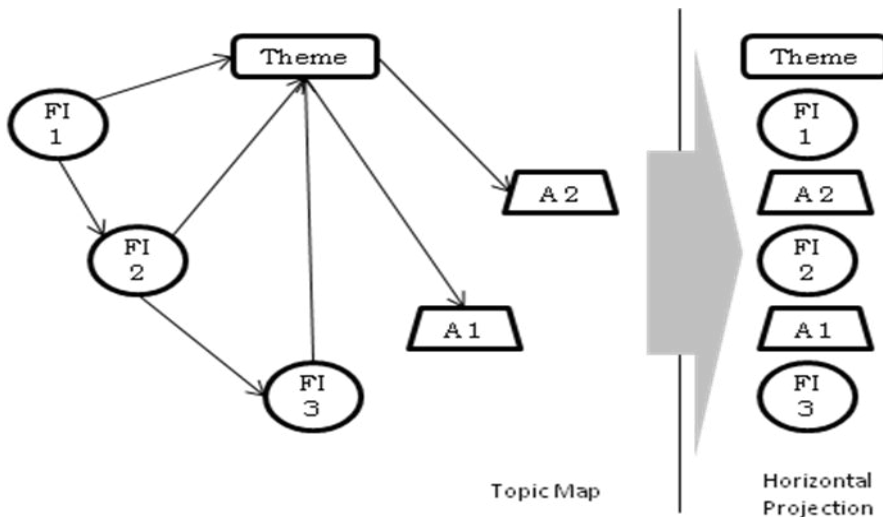 Theme
FI
1
A 2
FI
2
A 1
FI
3
Topic Map
Theme
FI
1
A 2
FI
2
A 1
FI
3
Horizontal
Projection